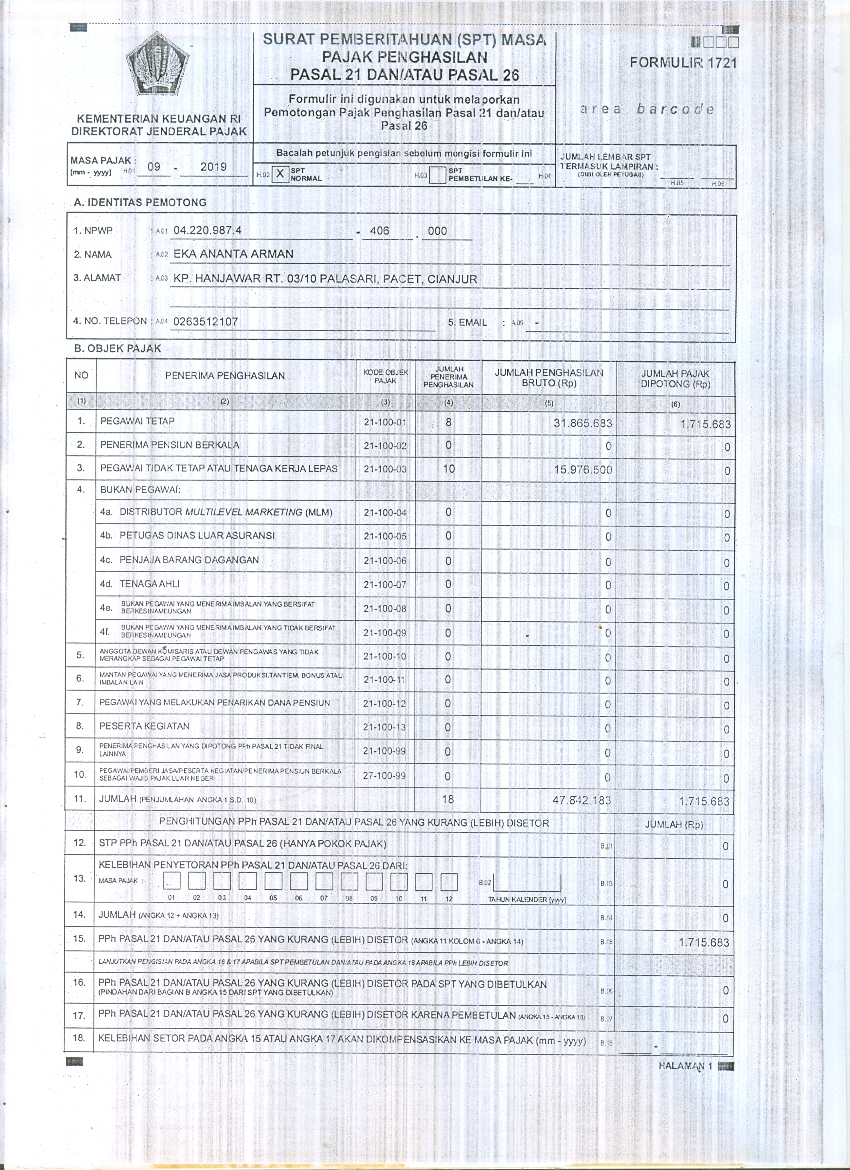 SURAT PEMBERITAHUAN (SPT) MASA
PAJAK PENGHASILAN
PASAL 21 DAN/ATAU PASAL 26
FORMULIR 1721
Formulir ini digunakan untuk melaporkan
Pemotongan Pajak Penghasilan Pasal 21 dan/atau
Pasal 26
area barcode
KEMENTERIAN KEUANGAN RI
DIREKTORAT JENDERAL PAJAK
MASA PAJAK :
[mm - yyyy] H.01 09 - 2019
Bacalah petunjuk pengisian sebelum mengisi formulir ini
H.02 X SPT NORMAL H.03 SPT PEMBETULAN KE- H.04
JUMLAH LEMBAR SPT
TERMASUK LAMPIRAN :
(DIISI OLEH PETUGAS) H.05 H.06
A. IDENTITAS PEMOTONG
1. NPWP : A.01 04.220.987.4 - 406 . 000
2. NAMA : A.02 EKA ANANTA ARMAN
3. ALAMAT : A.03 KP. HANJAWAR RT. 03/10 PALASARI, PACET, CIANJUR
4. NO. TELEPON : A.04 0263512107 5. EMAIL : A.05 -
B. OBJEK PAJAK
NO PENERIMA PENGHASILAN KODE OBJEK PAJAK JUMLAH PENERIMA PENGHASILAN JUMLAH PENGHASILAN BRUTO (Rp) JUMLAH PAJAK DIPOTONG (Rp)
(1) (2) (3) (4) (5) (6)
1. PEGAWAI TETAP 21-100-01 8 31.865.683 1.715.683
2. PENERIMA PENSIUN BERKALA 21-100-02 0 0 0
3. PEGAWAI TIDAK TETAP ATAU TENAGA KERJA LEPAS 21-100-03 10 15.976.500 0
4. BUKAN PEGAWAI:
4a. DISTRIBUTOR MULTILEVEL MARKETING (MLM) 21-100-04 0 0 0
4b. PETUGAS DINAS LUAR ASURANSI 21-100-05 0 0 0
4c. PENJAJA BARANG DAGANGAN 21-100-06 0 0 0
4d. TENAGA AHLI 21-100-07 0 0 0
4e. BUKAN PEGAWAI YANG MENERIMA IMBALAN YANG BERSIFAT BERKESINAMBUNGAN 21-100-08 0 0 0
4f. BUKAN PEGAWAI YANG MENERIMA IMBALAN YANG TIDAK BERSIFAT BERKESINAMBUNGAN 21-100-09 0 0 0
5. ANGGOTA DEWAN KOMISARIS ATAU DEWAN PENGAWAS YANG TIDAK MERANGKAP SEBAGAI PEGAWAI TETAP 21-100-10 0 0 0
6. MANTAN PEGAWAI YANG MENERIMA JASA PRODUKSI, TANTIEM, BONUS ATAU IMBALAN LAIN 21-100-11 0 0 0
7. PEGAWAI YANG MELAKUKAN PENARIKAN DANA PENSIUN 21-100-12 0 0 0
8. PESERTA KEGIATAN 21-100-13 0 0 0
9. PENERIMA PENGHASILAN YANG DIPOTONG PPh PASAL 21 TIDAK FINAL LAINNYA 21-100-99 0 0 0
10. PEGAWAI/PEMBERI JASA/PESERTA KEGIATAN/PENERIMA PENSIUN BERKALA SEBAGAI WAJIB PAJAK LUAR NEGERI 27-100-99 0 0 0
11. JUMLAH (PENJUMLAHAN ANGKA 1 S.D. 10) 18 47.842.183 1.715.683
PENGHITUNGAN PPh PASAL 21 DAN/ATAU PASAL 26 YANG KURANG (LEBIH) DISETOR JUMLAH (Rp)
12. STP PPh PASAL 21 DAN/ATAU PASAL 26 (HANYA POKOK PAJAK) B.01 0
13. KELEBIHAN PENYETORAN PPh PASAL 21 DAN/ATAU PASAL 26 DARI:
MASA PAJAK : B.02 B.03 0
01 02 03 04 05 06 07 08 09 10 11 12 TAHUN KALENDER [yyyy]
14. JUMLAH (ANGKA 12 + ANGKA 13) B.04 0
15. PPh PASAL 21 DAN/ATAU PASAL 26 YANG KURANG (LEBIH) DISETOR (ANGKA 11 KOLOM 6 - ANGKA 14) B.05 1.715.683
LANJUTKAN PENGISIAN PADA ANGKA 16 & 17 APABILA SPT PEMBETULAN DAN/ATAU PADA ANGKA 18 APABILA PPh LEBIH DISETOR
16. PPh PASAL 21 DAN/ATAU PASAL 26 YANG KURANG (LEBIH) DISETOR PADA SPT YANG DIBETULKAN
(PINDAHAN DARI BAGIAN B ANGKA 15 DARI SPT YANG DIBETULKAN) B.06 0
17. PPh PASAL 21 DAN/ATAU PASAL 26 YANG KURANG (LEBIH) DISETOR KARENA PEMBETULAN (ANGKA 15 - ANGKA 16) B.07 0
18. KELEBIHAN SETOR PADA ANGKA 15 ATAU ANGKA 17 AKAN DIKOMPENSASIKAN KE MASA PAJAK (mm - yyyy) B.08 -
HALAMAN 1